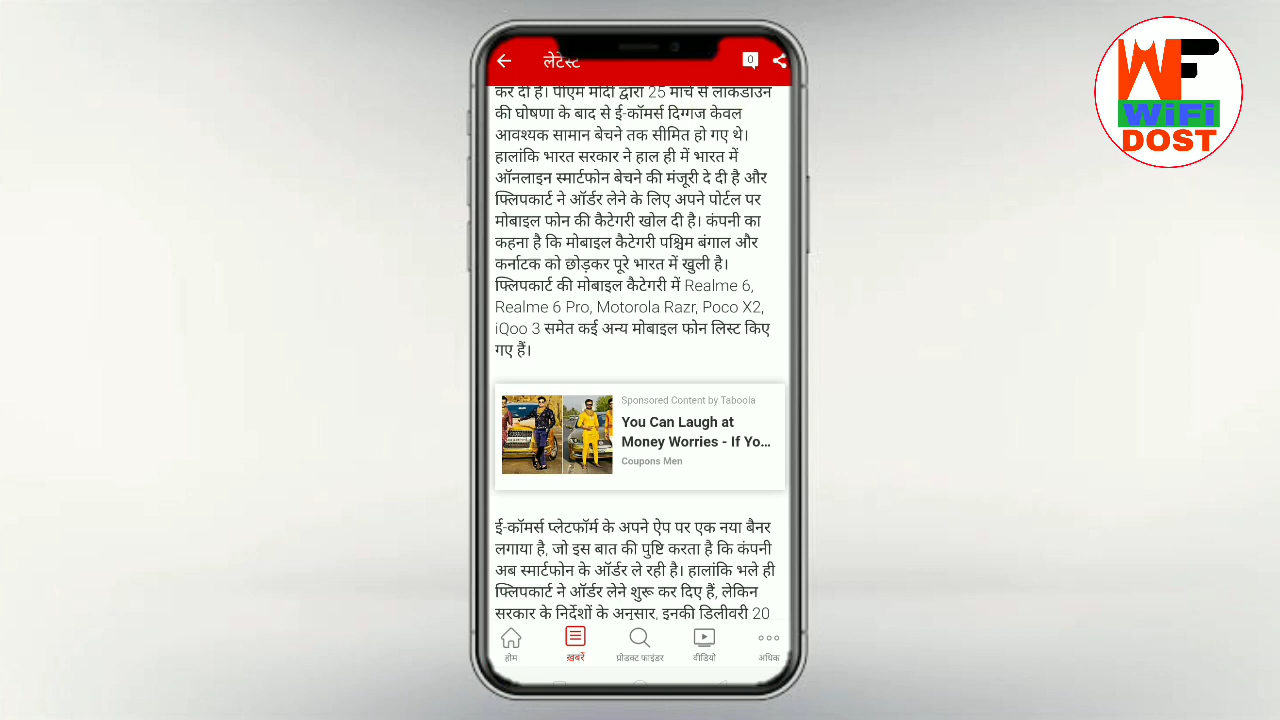 लेटेस्ट
0
कर दी है। पीएम मोदी द्वारा 25 मार्च से लॉकडाउन
की घोषणा के बाद से ई-कॉमर्स दिग्गज केवल
आवश्यक सामान बेचने तक सीमित हो गए थे।
हालांकि भारत सरकार ने हाल ही में भारत में
ऑनलाइन स्मार्टफोन बेचने की मंजूरी दे दी है और
फ्लिपकार्ट ने ऑर्डर लेने के लिए अपने पोर्टल पर
मोबाइल फोन की कैटेगरी खोल दी है। कंपनी का
कहना है कि मोबाइल कैटेगरी पश्चिम बंगाल और
कर्नाटक को छोड़कर पूरे भारत में खुली है।
फ्लिपकार्ट की मोबाइल कैटेगरी में Realme 6,
Realme 6 Pro, Motorola Razr, Poco X2,
iQoo 3 समेत कई अन्य मोबाइल फोन लिस्ट किए
गए हैं।
Sponsored Content by Taboola
You Can Laugh at
Money Worries - If Yo...
Coupons Men
ई-कॉमर्स प्लेटफॉर्म के अपने ऐप पर एक नया बैनर
लगाया है, जो इस बात की पुष्टि करता है कि कंपनी
अब स्मार्टफोन के ऑर्डर ले रही है। हालांकि भले ही
फ्लिपकार्ट ने ऑर्डर लेने शुरू कर दिए हैं, लेकिन
सरकार के निर्देशों के अनुसार, इनकी डिलीवरी 20
होम
ख़बरें
प्रोडक्ट फाइंडर
वीडियो
अधिक
WF
WiFi
DOST